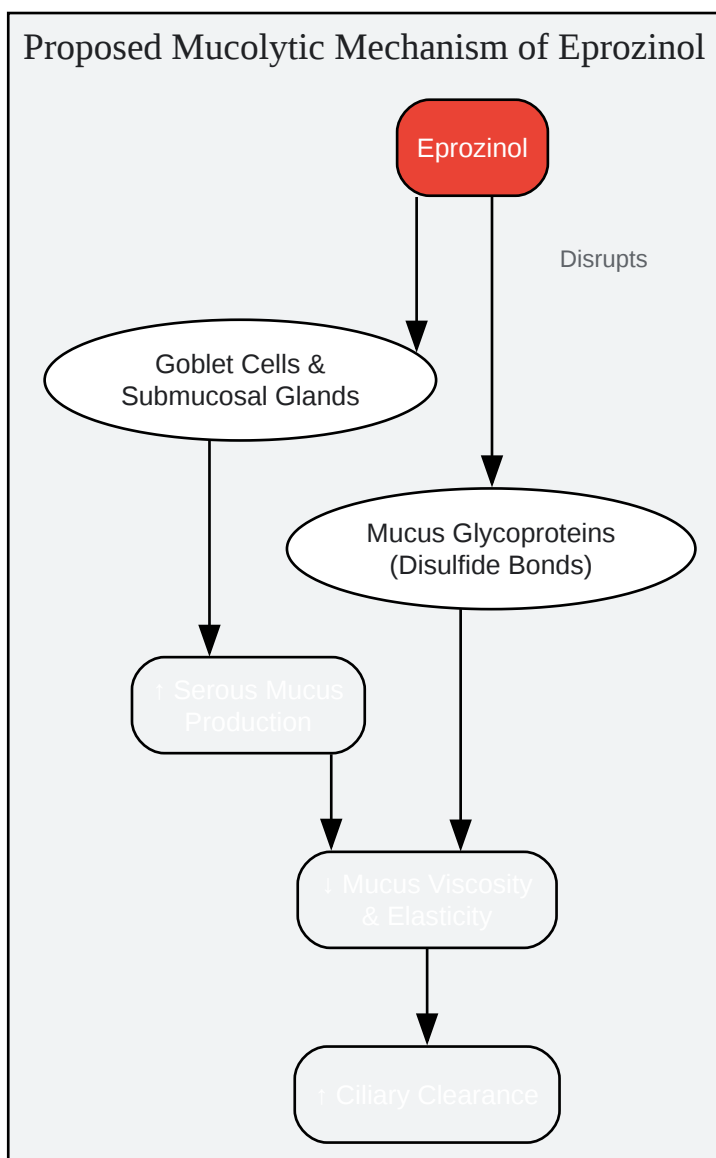 Proposed Mucolytic Mechanism of Eprozinol
Eprozinol
Disrupts
Goblet Cells &
Submucosal Glands
Mucus Glycoproteins
(Disulfide Bonds)
↑ Serous Mucus
Production
↓ Mucus Viscosity
& Elasticity
↑ Ciliary Clearance